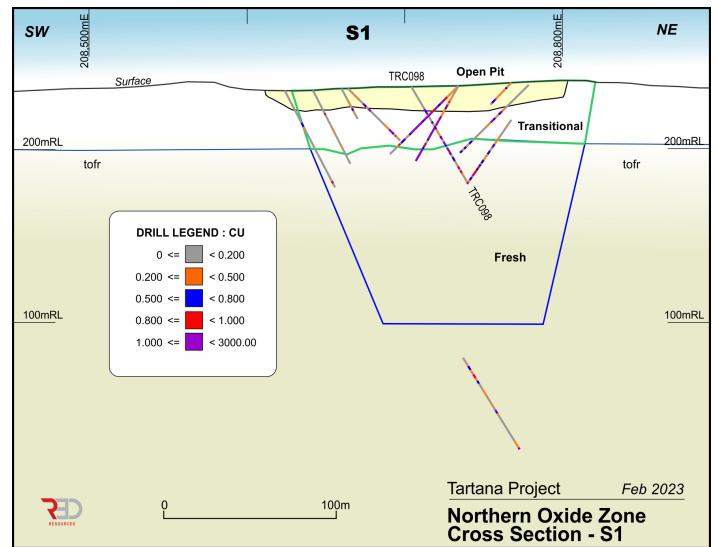 SW
S1
NE
208,500mE
208,800mE
Surface
TRC098
Open Pit
Transitional
200mRL
200mRL
tofr
tofr
TRC098
Fresh
DRILL LEGEND : CU
0 <= < 0.200
0.200 <= < 0.500
0.500 <= < 0.800
0.800 <= < 1.000
1.000 <= < 3000.00
100mRL
100mRL
0 100m
R3D
RESOURCES
Tartana Project Feb 2023
Northern Oxide Zone
Cross Section - S1